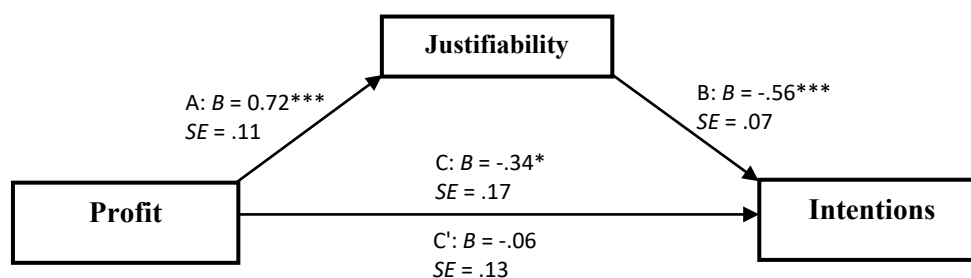 Justifiability
A: B = 0.72***
SE = .11
B: B = -.56***
SE = .07
C: B = -.34*
SE = .17
Profit
Intentions
C': B = -.06
SE = .13